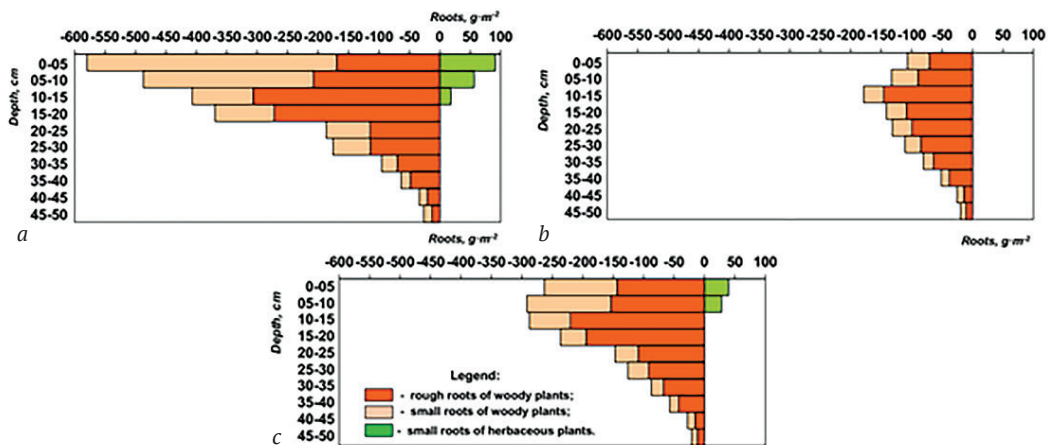 Roots, g·m⁻²
-600 -550 -500 -450 -400 -350 -300 -250 -200 -150 -100 -50 0 50 100
Depth, cm
0-05
05-10
10-15
15-20
20-25
25-30
30-35
35-40
40-45
45-50
a
Roots, g·m⁻²
-600 -550 -500 -450 -400 -350 -300 -250 -200 -150 -100 -50 0 50 100
Depth, cm
0-05
05-10
10-15
15-20
20-25
25-30
30-35
35-40
40-45
45-50
b
Roots, g·m⁻²
Roots, g·m⁻²
-600 -550 -500 -450 -400 -350 -300 -250 -200 -150 -100 -50 0 50 100
Depth, cm
0-05
05-10
10-15
15-20
20-25
25-30
30-35
35-40
40-45
45-50
Legend:
- rough roots of woody plants;
- small roots of woody plants;
- small roots of herbaceous plants.
c